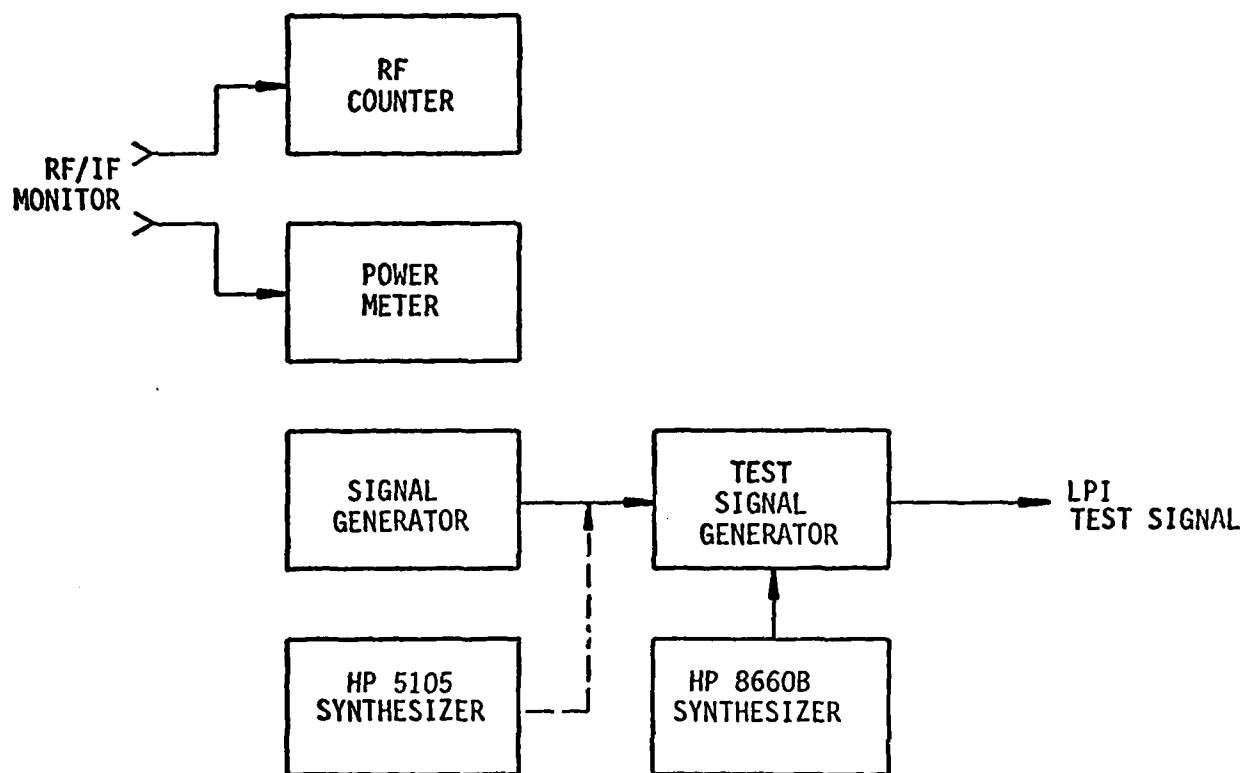 RF
COUNTER
RF/IF
MONITOR
POWER
METER
SIGNAL
GENERATOR
TEST
SIGNAL
GENERATOR
LPI
TEST SIGNAL
HP 5105
SYNTHESIZER
HP 8660B
SYNTHESIZER